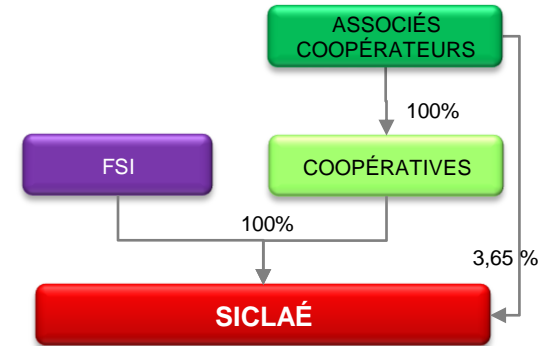 ASSOCIÉS
COOPÉRATEURS
100%
FSI
COOPÉRATIVES
100%
3,65 %
SICLAÉ